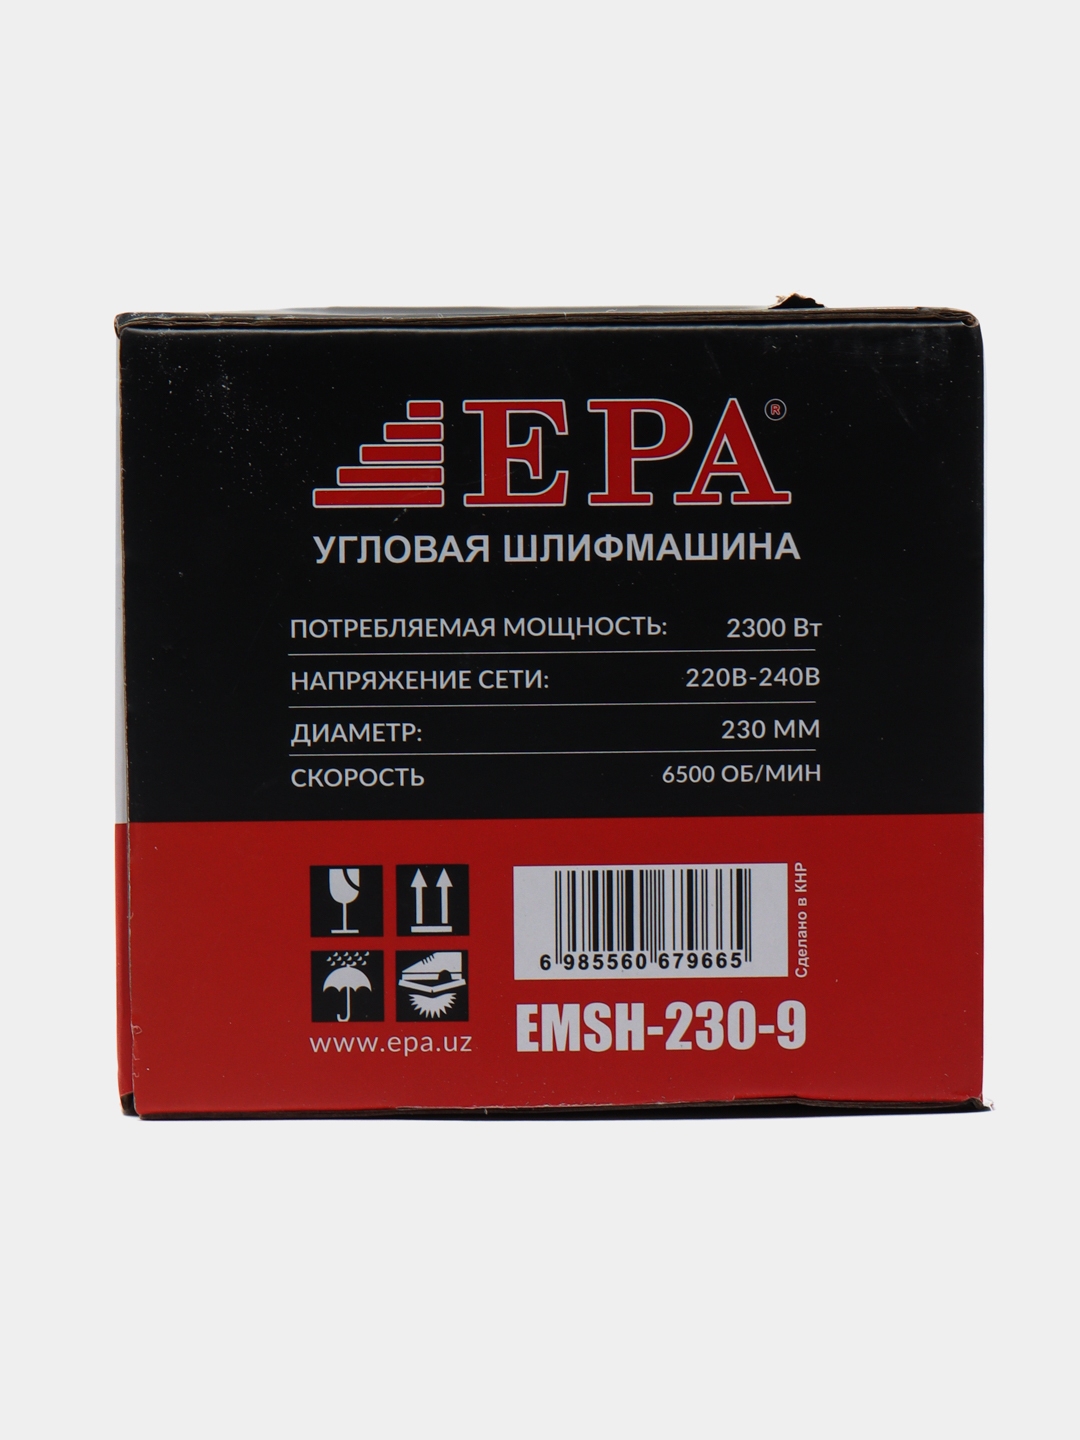 EPA®
УГЛОВАЯ ШЛИФМАШИНА
ПОТРЕБЛЯЕМАЯ МОЩНОСТЬ: 2300 Вт
НАПРЯЖЕНИЕ СЕТИ: 220В-240В
ДИАМЕТР: 230 ММ
СКОРОСТЬ 6500 ОБ/МИН
6 985560 679665
Сделано в КНР
EMSH-230-9
www.epa.uz